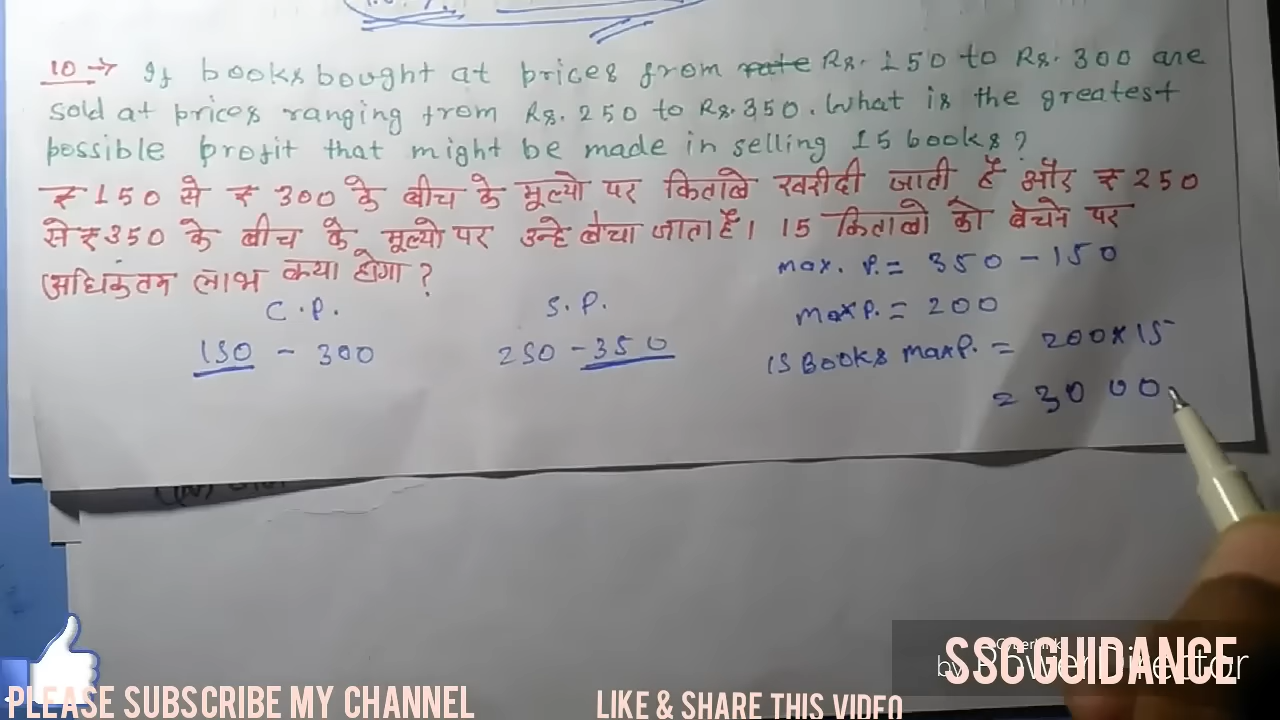 10 → If books bought at prices from rate Rs. 150 to Rs. 300 are
sold at prices ranging from Rs. 250 to Rs. 350. What is the greatest
possible profit that might be made in selling 15 books?
₹ 150 से ₹ 300 के बीच के मूल्यो पर किताबे खरीदी जाती है और ₹ 250
से ₹ 350 के बीच के मूल्यो पर उन्हे बेचा जाता है। 15 किताबो को बेचने पर
अधिकतम लाभ क्या होगा?
C.P.
S.P.
150 - 300
250 - 350
max. P. = 350 - 150
max P. = 200
15 Books max P. = 200 x 15
= 3000
SSCGUIDANCE
by PowerDirector
PLEASE SUBSCRIBE MY CHANNEL
LIKE & SHARE THIS VIDEO